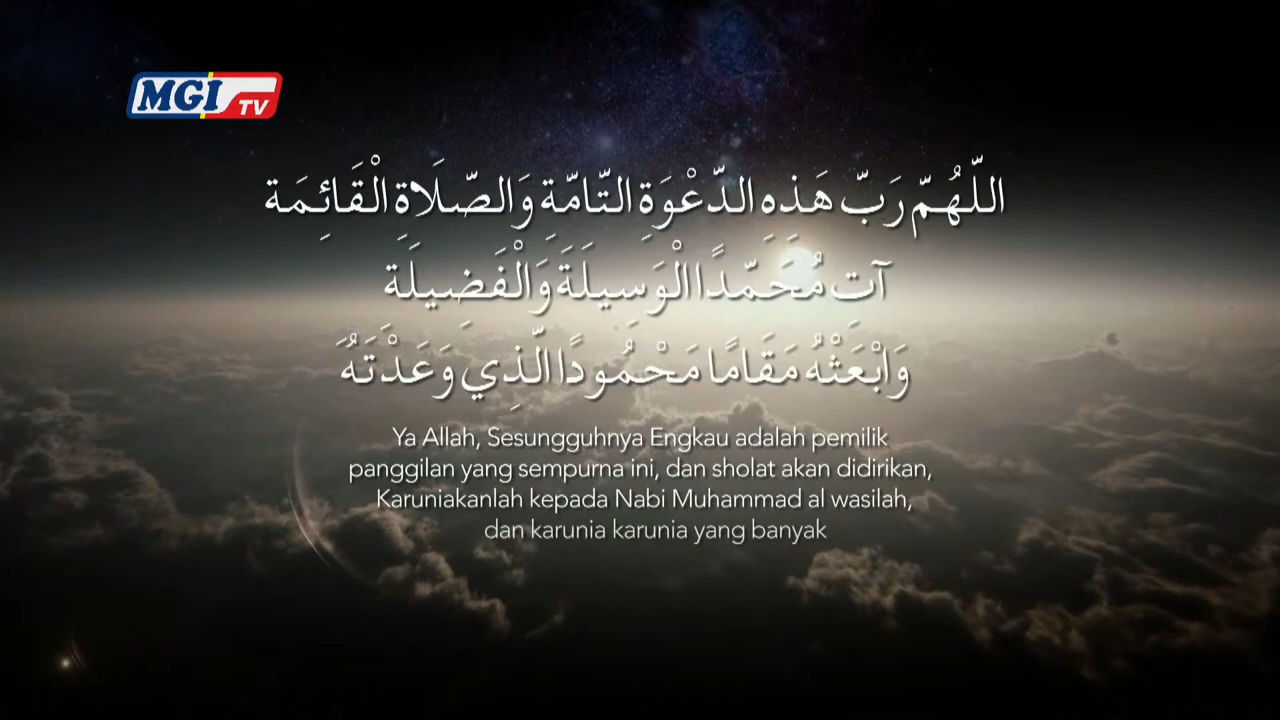 MGI TV
اللّهُمّ رَبّ هَذِهِ الدّعْوَةِ التّامّةِ وَالصّلَاةِ الْقَائِمَة
آتِ مُحَمّدًا الْوَسِيلَةَ وَالْفَضِيلَة
وَابْعَثْهُ مَقَامًا مَحْمُودًا الّذِي وَعَدْتَهُ
Ya Allah, Sesungguhnya Engkau adalah pemilik
panggilan yang sempurna ini, dan sholat akan didirikan,
Karuniakanlah kepada Nabi Muhammad al wasilah,
dan karunia karunia yang banyak